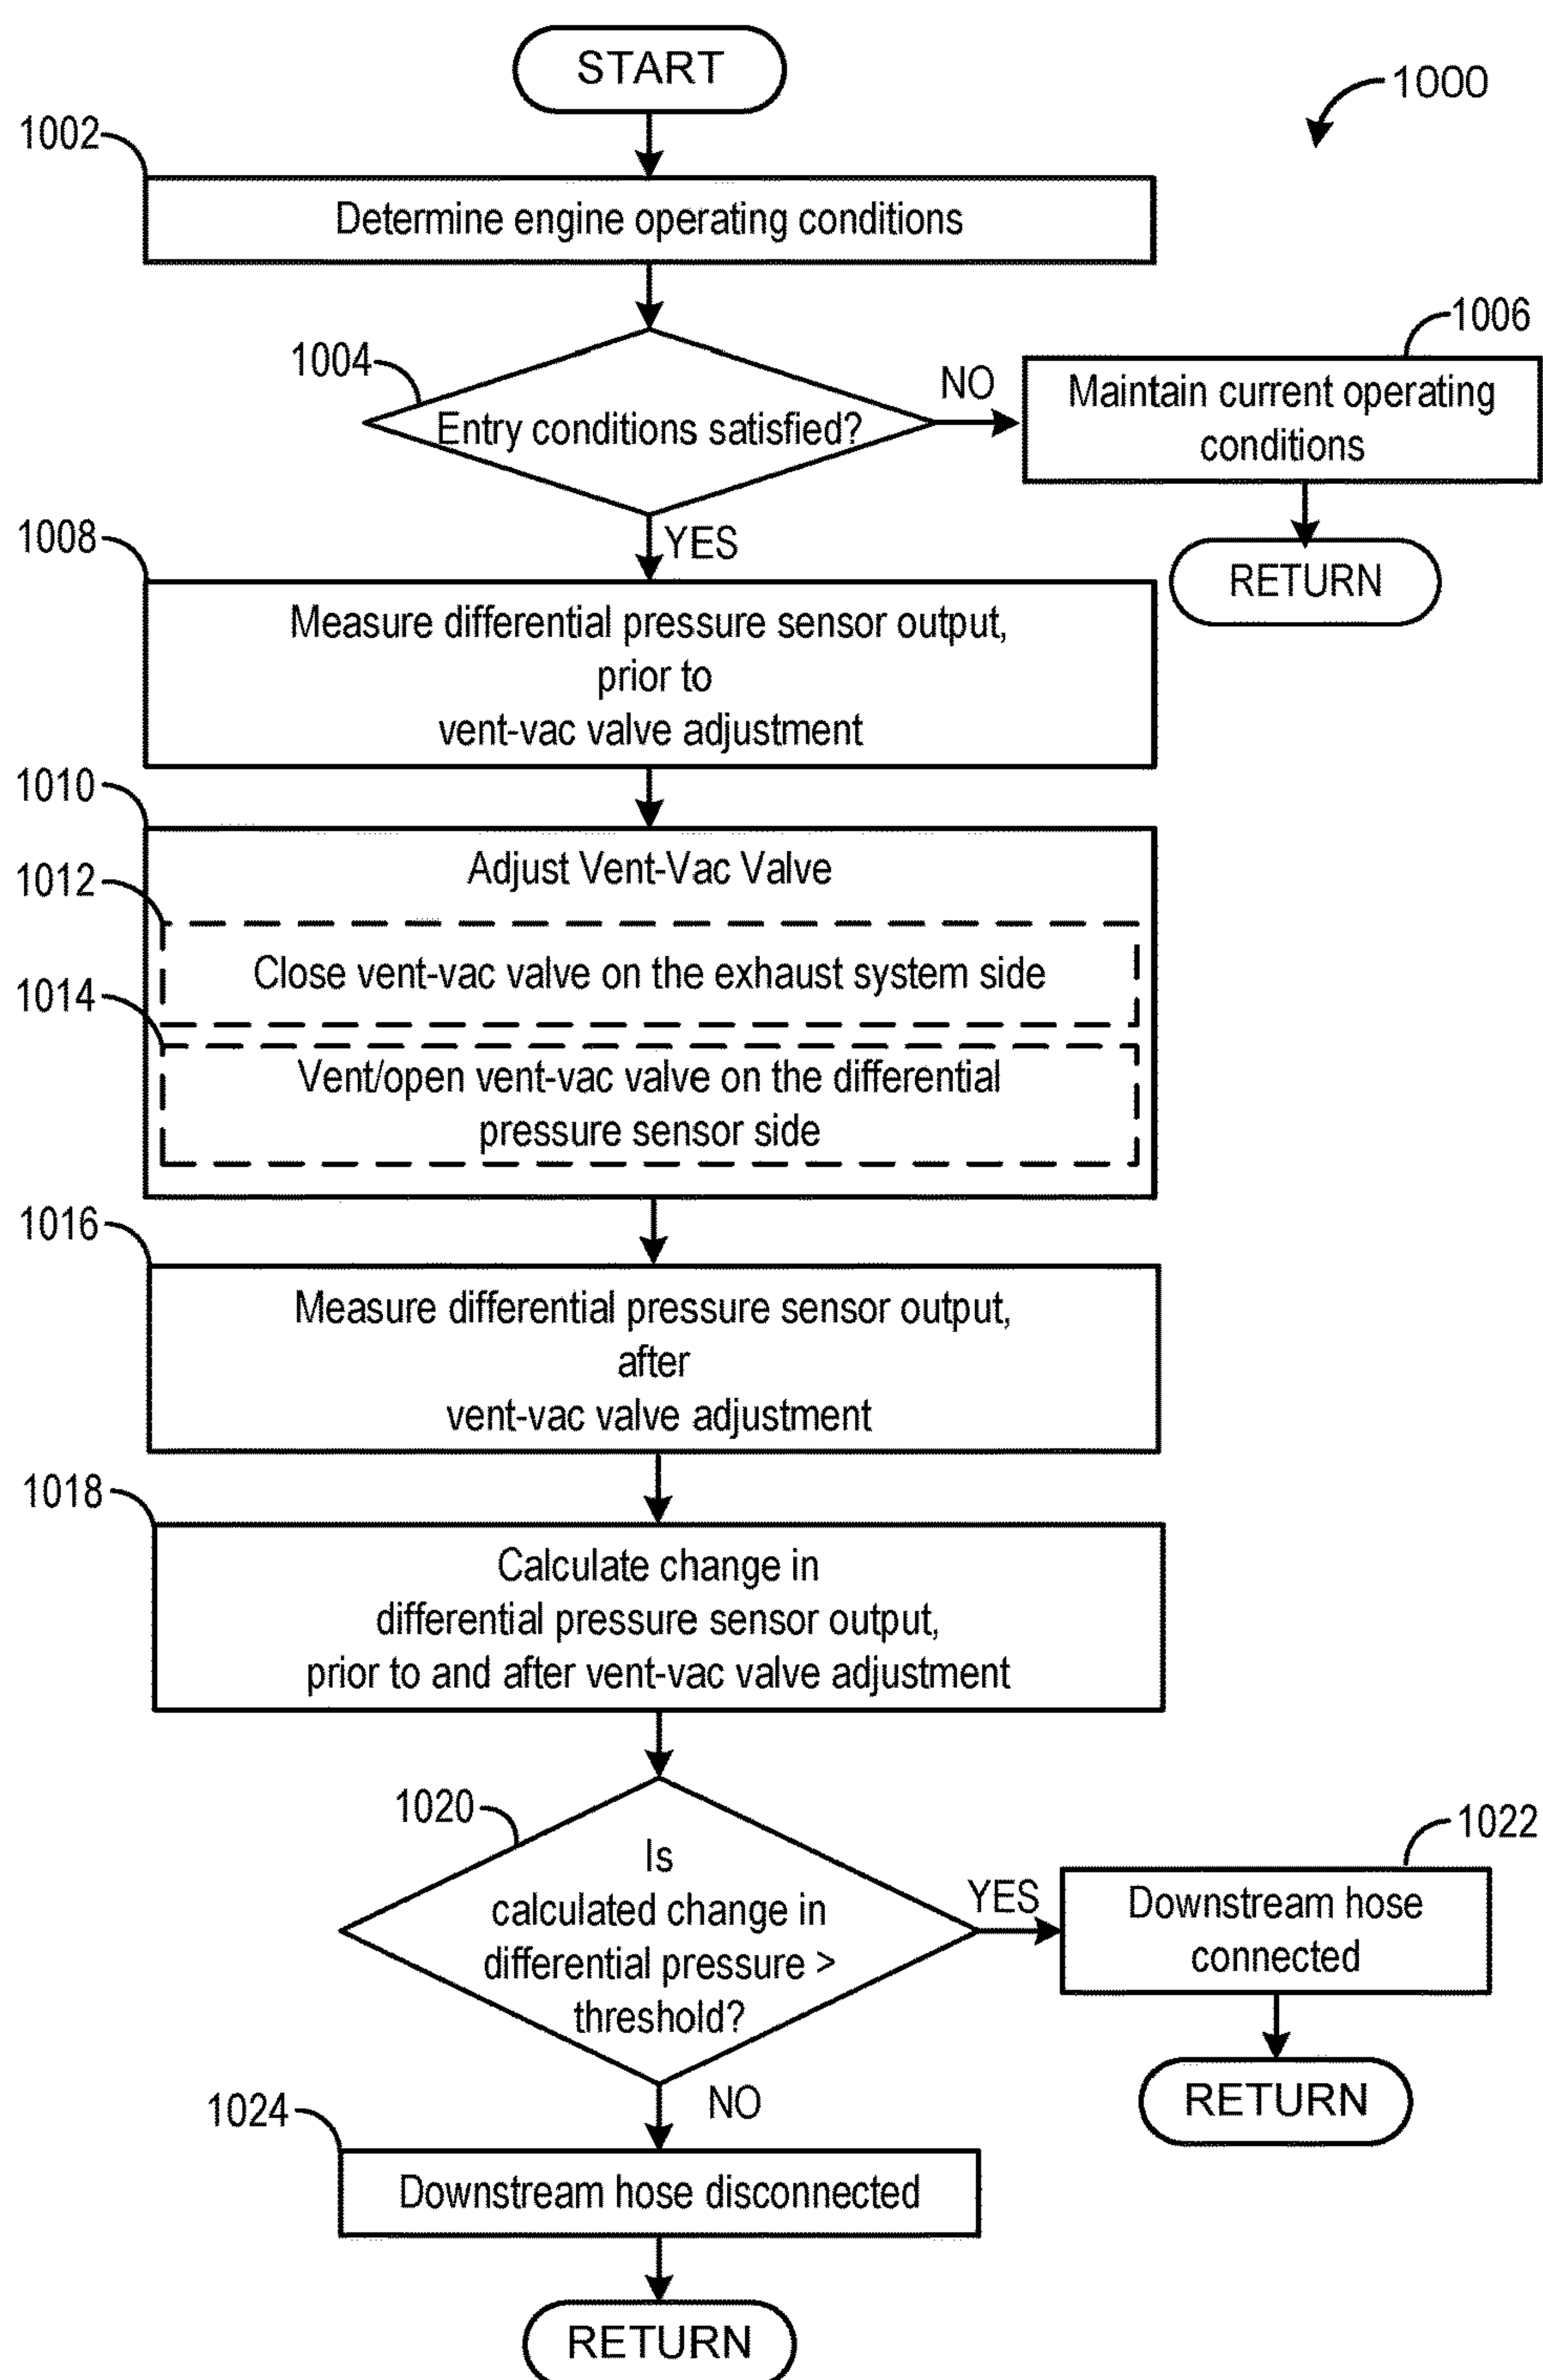 START
1000
1002
Determine engine operating conditions
1004
Entry conditions satisfied?
NO
1006
Maintain current operating
conditions
RETURN
YES
1008
Measure differential pressure sensor output,
prior to
vent-vac valve adjustment
1010
Adjust Vent-Vac Valve
1012
Close vent-vac valve on the exhaust system side
1014
Vent/open vent-vac valve on the differential
pressure sensor side
1016
Measure differential pressure sensor output,
after
vent-vac valve adjustment
1018
Calculate change in
differential pressure sensor output,
prior to and after vent-vac valve adjustment
1020
Is
calculated change in
differential pressure >
threshold?
YES
1022
Downstream hose
connected
RETURN
NO
1024
Downstream hose disconnected
RETURN